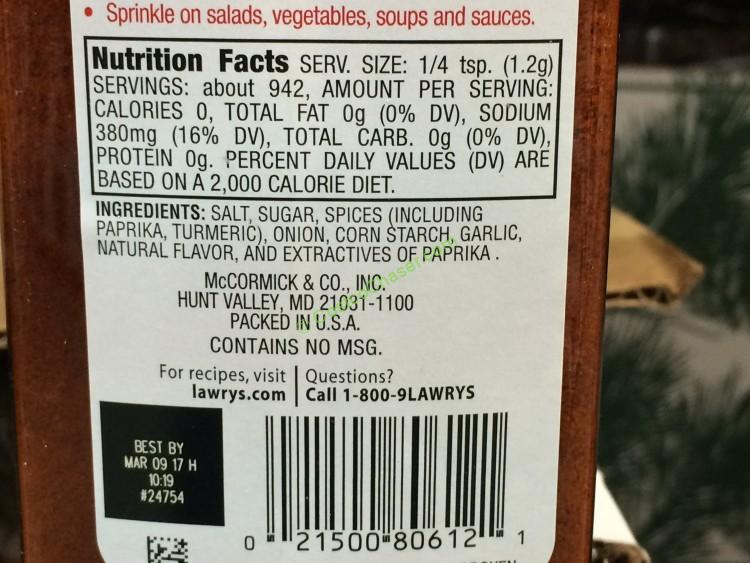 • Sprinkle on salads, vegetables, soups and sauces.
Nutrition Facts SERV. SIZE: 1/4 tsp. (1.2g)
SERVINGS: about 942, AMOUNT PER SERVING:
CALORIES 0, TOTAL FAT 0g (0% DV), SODIUM
380mg (16% DV), TOTAL CARB. 0g (0% DV),
PROTEIN 0g. PERCENT DAILY VALUES (DV) ARE
BASED ON A 2,000 CALORIE DIET.
INGREDIENTS: SALT, SUGAR, SPICES (INCLUDING
PAPRIKA, TURMERIC), ONION, CORN STARCH, GARLIC,
NATURAL FLAVOR, AND EXTRACTIVES OF PAPRIKA .
McCORMICK & CO., INC.
HUNT VALLEY, MD 21031-1100
PACKED IN U.S.A.
CONTAINS NO MSG.
For recipes, visit
lawrys.com
Questions?
Call 1-800-9LAWRYS
BEST BY
MAR 09 17 H
10:19
#24754
0 21500 80612 1